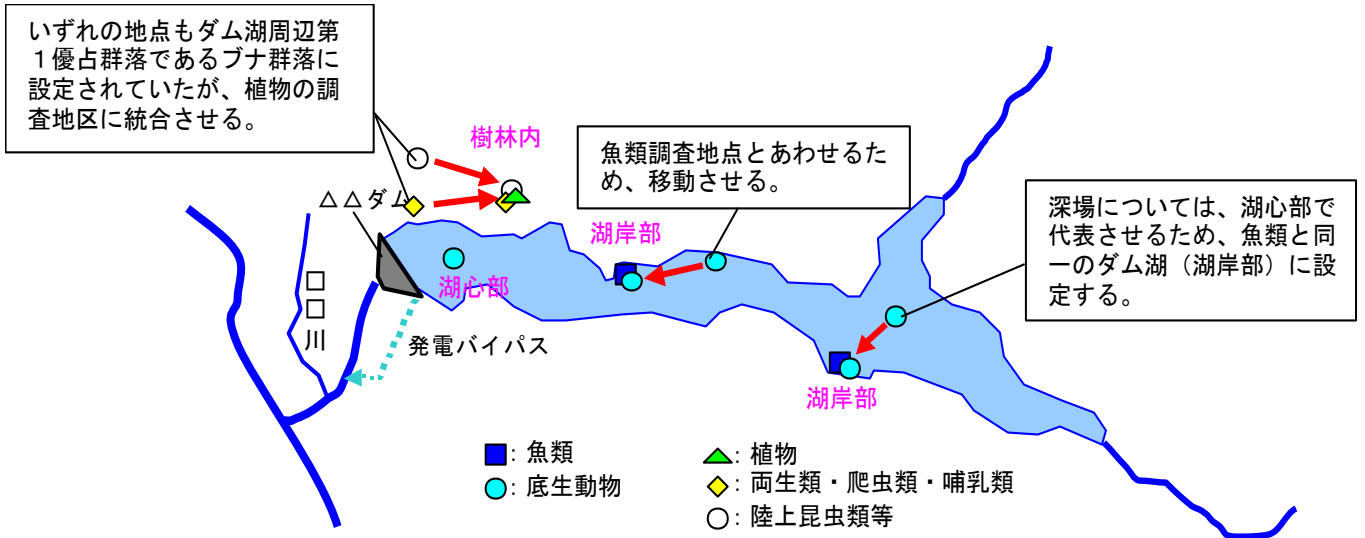 いずれの地点もダム湖周辺第
１優占群落であるブナ群落に
設定されていたが、植物の調
査地区に統合させる。
樹林内
魚類調査地点とあわせるた
め、移動させる。
深場については、湖心部で
代表させるため、魚類と同
一のダム湖（湖岸部）に設
定する。
△△ダム
湖岸部
湖心部
□□川
発電バイパス
湖岸部
：魚類
：植物
：底生動物
：両生類・爬虫類・哺乳類
：陸上昆虫類等